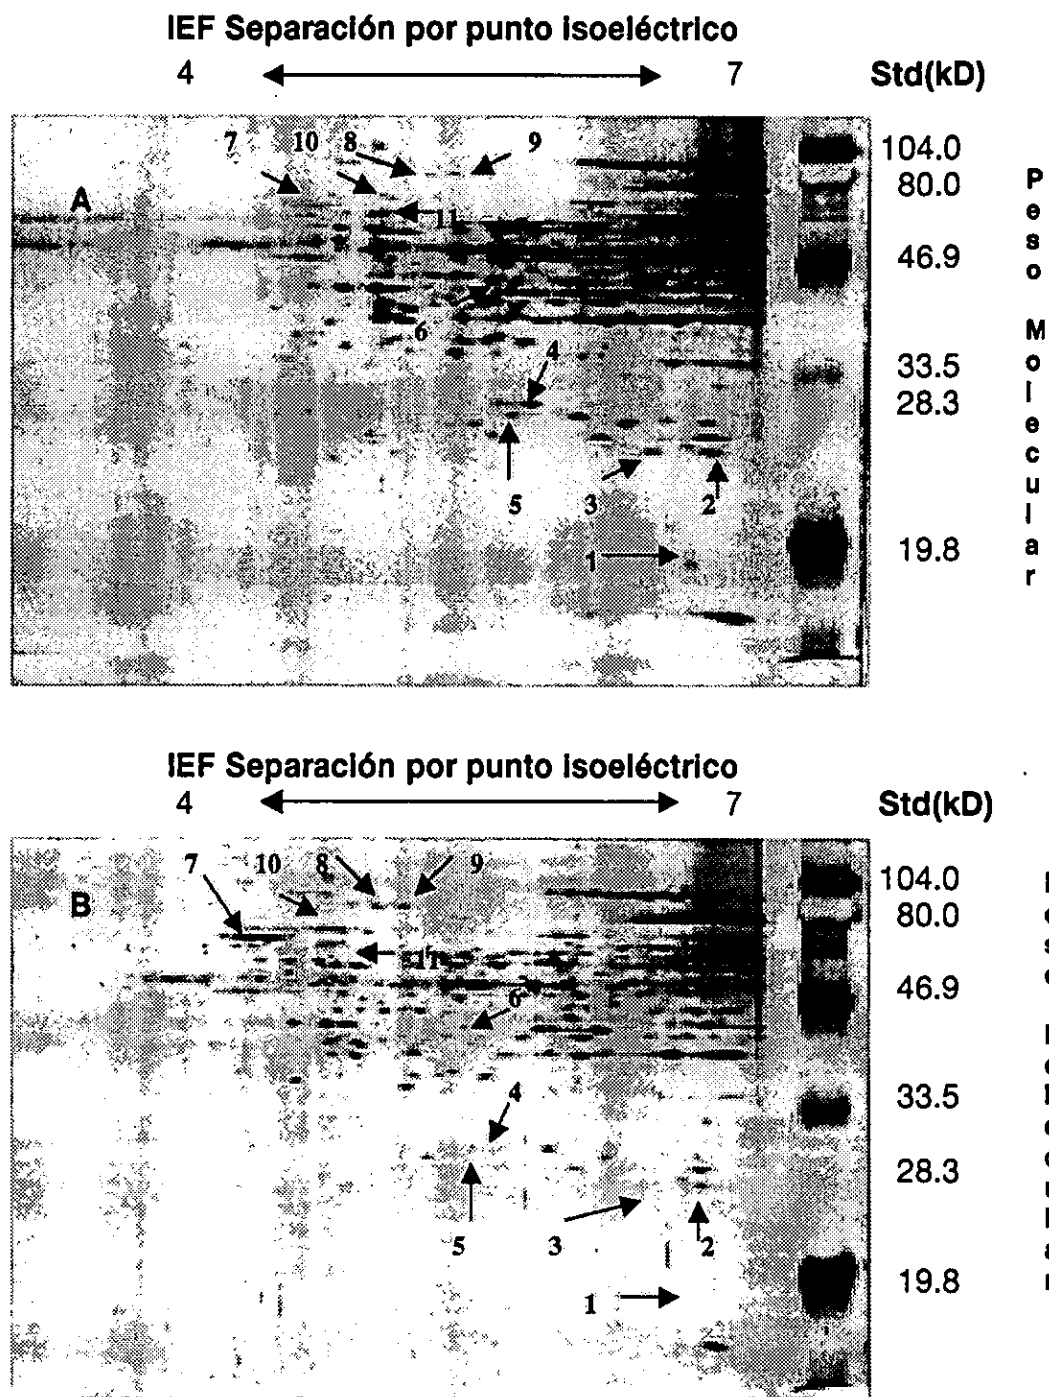 IEF Separación por punto isoeléctrico
4 7 Std(kD)
7 10 8 9
104.0
80.0
A
11
46.9
6
4
33.5
28.3
5 3 2
1
19.8
Peso Molecular
IEF Separación por punto isoeléctrico
4 7 Std(kD)
7 10 8 9
104.0
80.0
B
11
46.9
6
4
33.5
28.3
5 3 2
1
19.8